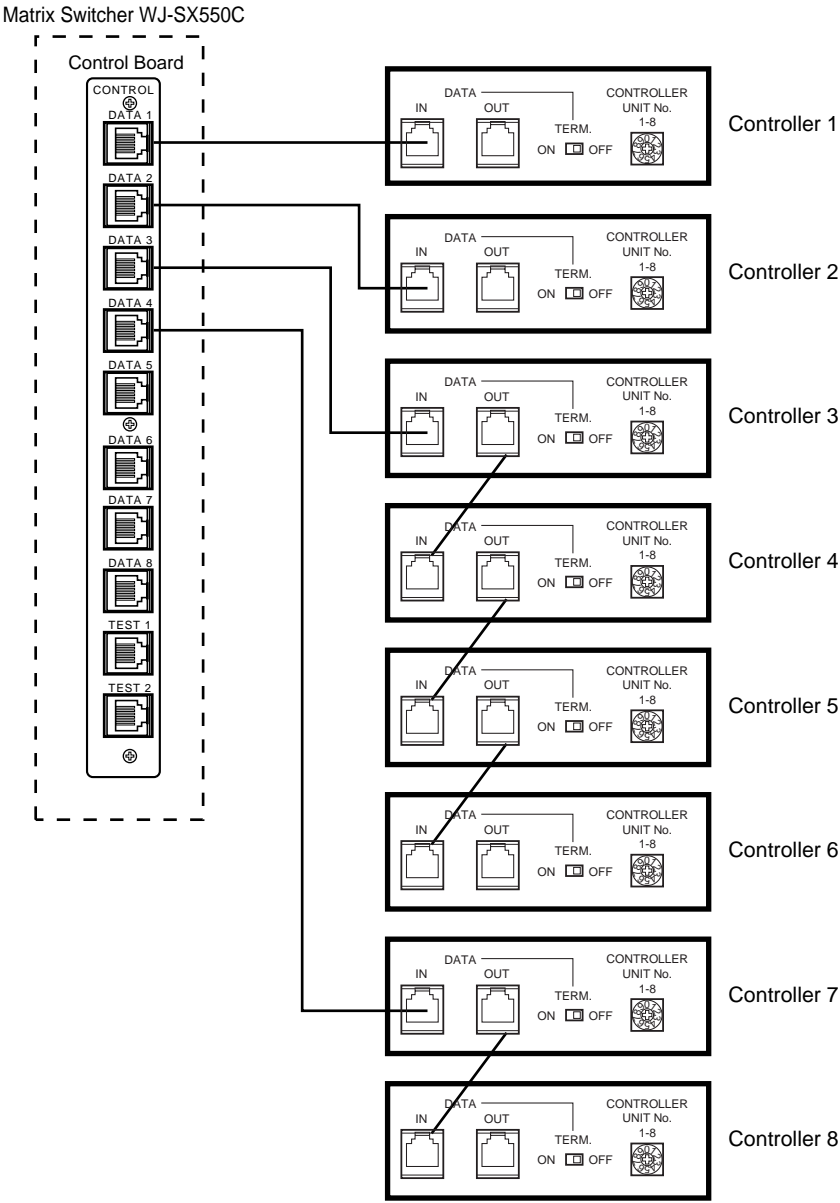 Matrix Switcher WJ-SX550C
Control Board
CONTROL
DATA 1
DATA 2
DATA 3
DATA 4
DATA 5
DATA 6
DATA 7
DATA 8
TEST 1
TEST 2
DATA
CONTROLLER
IN
OUT
UNIT No.
1-8
TERM.
ON
OFF
Controller 1
DATA
CONTROLLER
IN
OUT
UNIT No.
1-8
TERM.
ON
OFF
Controller 2
DATA
CONTROLLER
IN
OUT
UNIT No.
1-8
TERM.
ON
OFF
Controller 3
DATA
CONTROLLER
IN
OUT
UNIT No.
1-8
TERM.
ON
OFF
Controller 4
DATA
CONTROLLER
IN
OUT
UNIT No.
1-8
TERM.
ON
OFF
Controller 5
DATA
CONTROLLER
IN
OUT
UNIT No.
1-8
TERM.
ON
OFF
Controller 6
DATA
CONTROLLER
IN
OUT
UNIT No.
1-8
TERM.
ON
OFF
Controller 7
DATA
CONTROLLER
IN
OUT
UNIT No.
1-8
TERM.
ON
OFF
Controller 8